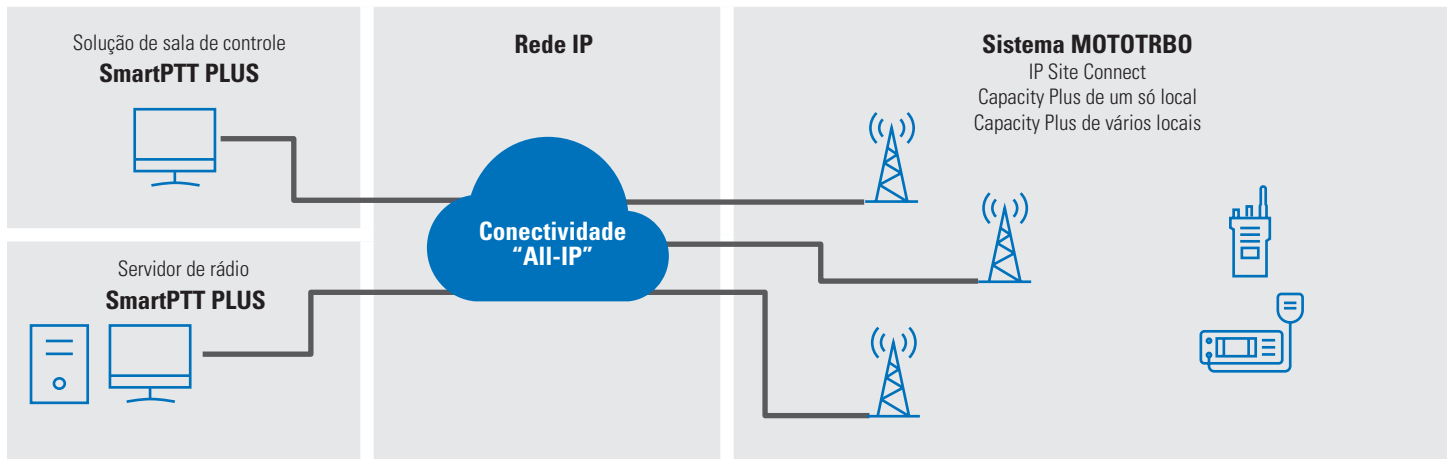 Solução de sala de controle
SmartPTT PLUS
Servidor de rádio
SmartPTT PLUS
Rede IP
Conectividade
“All-IP”
Sistema MOTOTRBO
IP Site Connect
Capacity Plus de um só local
Capacity Plus de vários locais